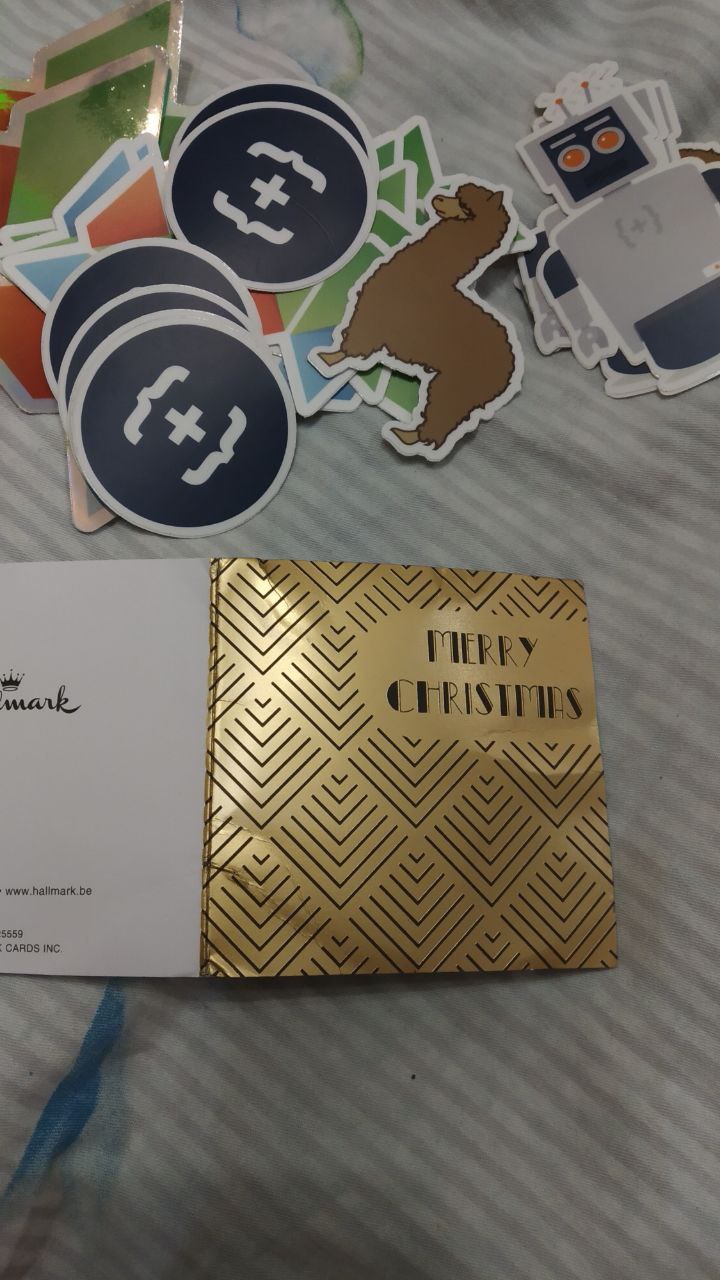 {+}
{+}
{+}
MERRY
CHRISTMAS
www.hallmark.be
CARDS INC.